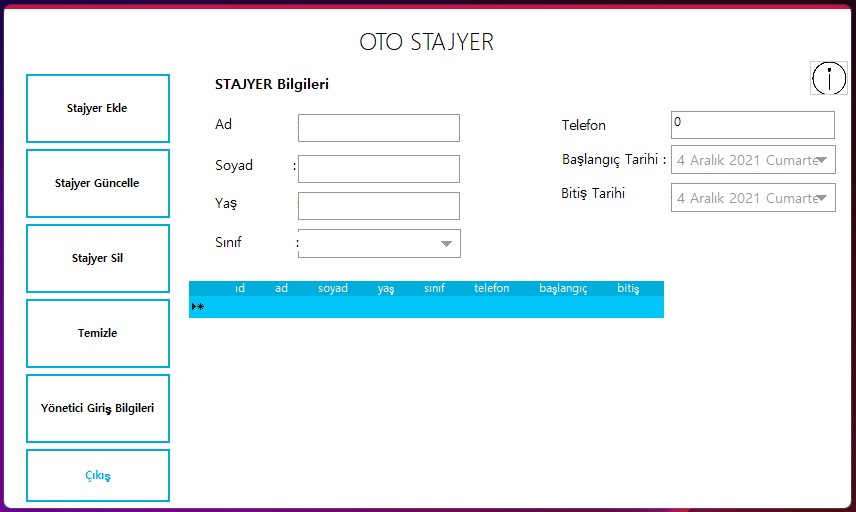 OTO STAJYER
STAJYER Bilgileri
Stajyer Ekle
Stajyer Güncelle
Stajyer Sil
Temizle
Yönetici Giriş Bilgileri
Çıkış
Ad
Soyad :
Yaş
Sınıf :
Telefon 0
Başlangıç Tarihi : 4 Aralık 2021 Cumarte
Bitiş Tarihi 4 Aralık 2021 Cumarte
ıd ad soyad yaş sınıf telefon başlangıç bitiş